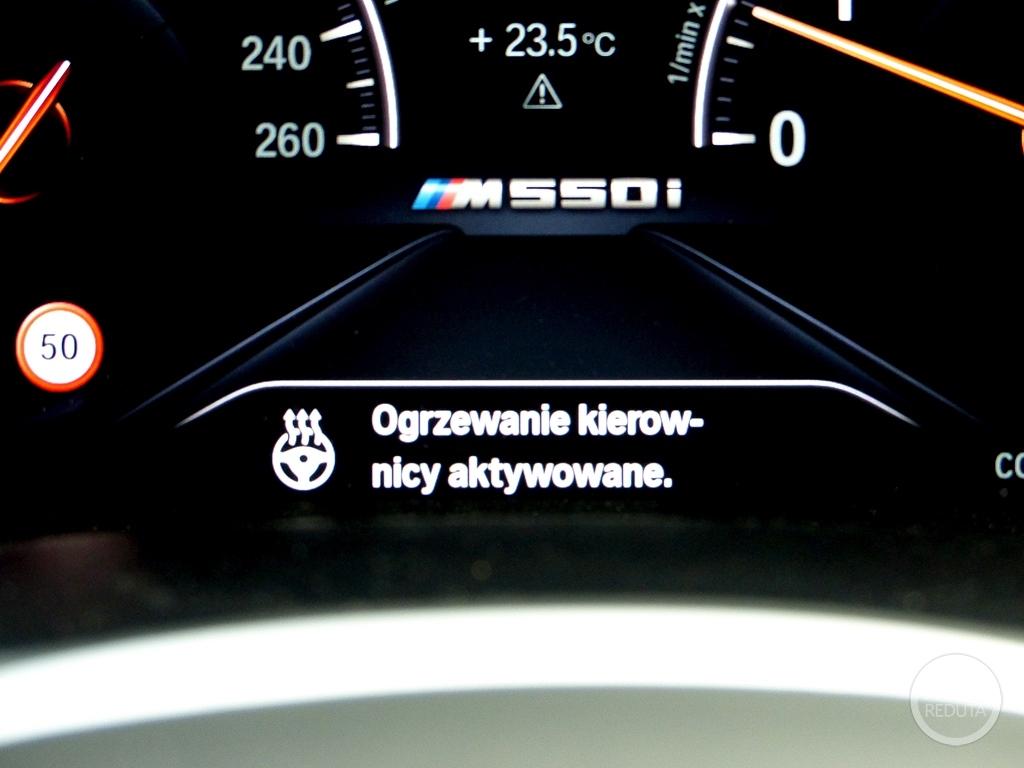 240
+ 23.5 °C
1/min x
260
0
M550i
50
Ogrzewanie kierow-
nicy aktywowane.
REDUTA